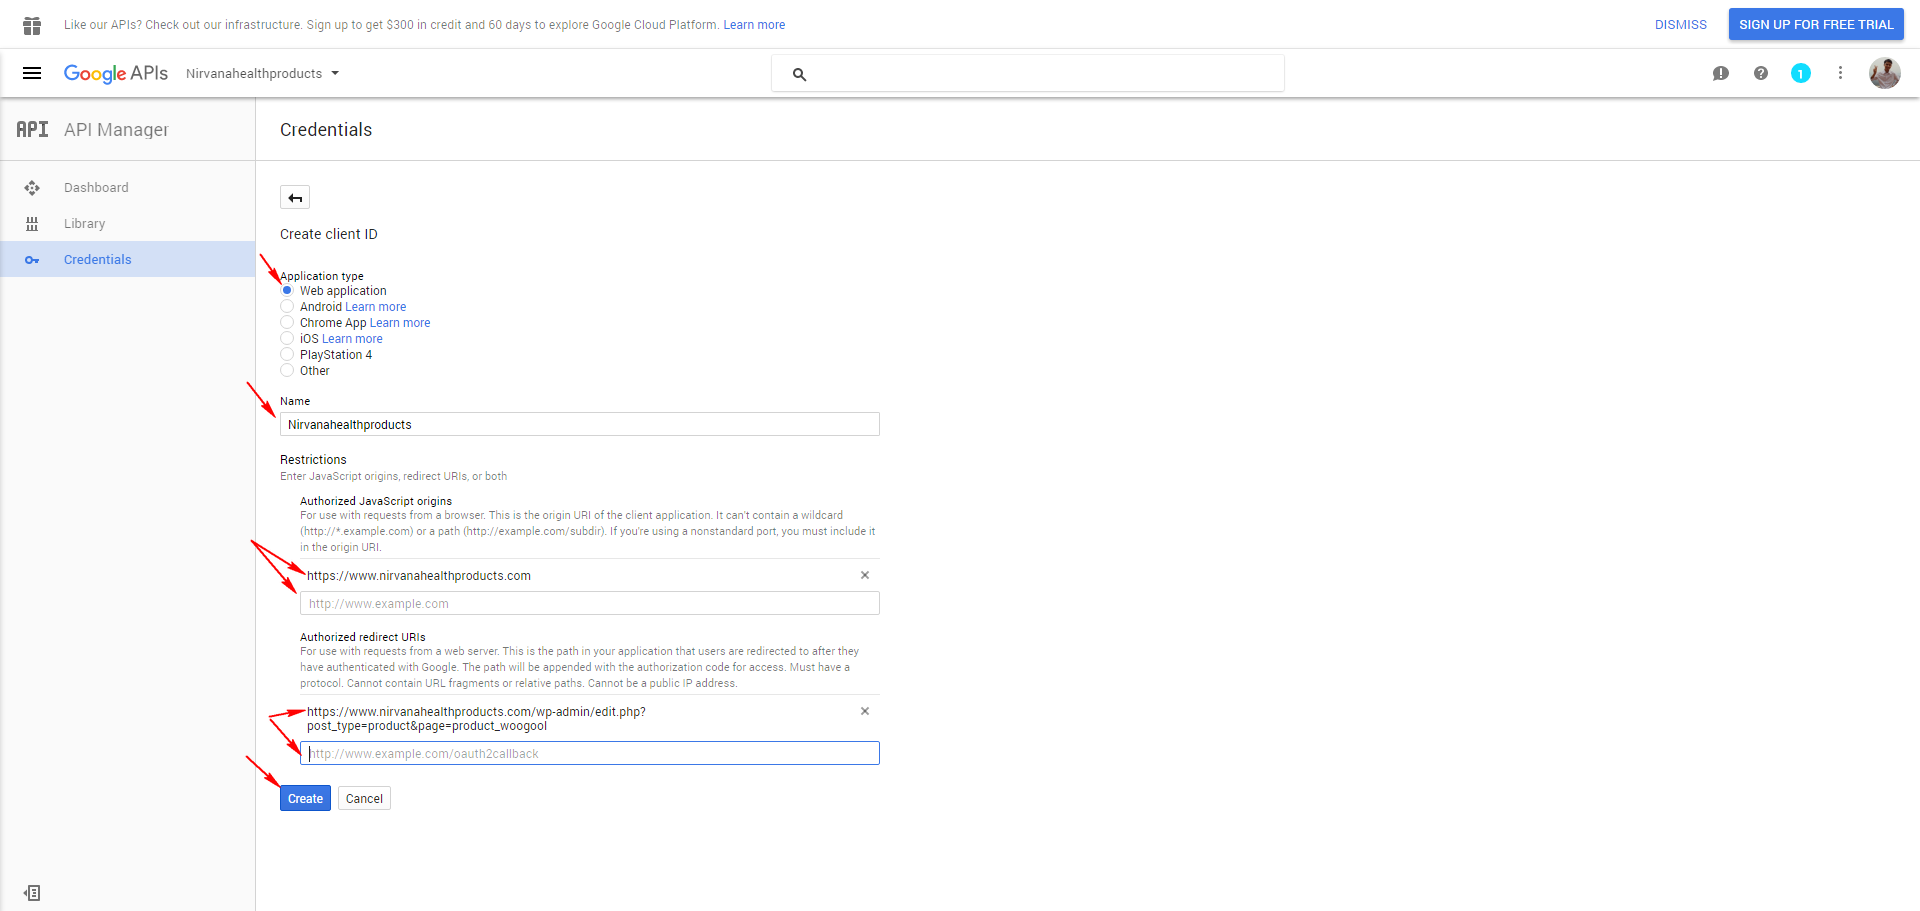 Like our APIs? Check out our infrastructure. Sign up to get $300 in credit and 60 days to explore Google Cloud Platform. Learn more
DISMISS
SIGN UP FOR FREE TRIAL
Google APIs
Nirvanahealthproducts
1
API API Manager
Credentials
Dashboard
Library
Credentials
Create client ID
Application type
Web application
Android Learn more
Chrome App Learn more
iOS Learn more
PlayStation 4
Other
Name
Nirvanahealthproducts
Restrictions
Enter JavaScript origins, redirect URIs, or both
Authorized JavaScript origins
For use with requests from a browser. This is the origin URI of the client application. It can't contain a wildcard
(http://*.example.com) or a path (http://example.com/subdir). If you're using a nonstandard port, you must include it
in the origin URI.
https://www.nirvanahealthproducts.com
http://www.example.com
Authorized redirect URIs
For use with requests from a web server. This is the path in your application that users are redirected to after they
have authenticated with Google. The path will be appended with the authorization code for access. Must have a
protocol. Cannot contain URL fragments or relative paths. Cannot be a public IP address.
https://www.nirvanahealthproducts.com/wp-admin/edit.php?
post_type=product&page=product_woogool
http://www.example.com/oauth2callback
Create
Cancel